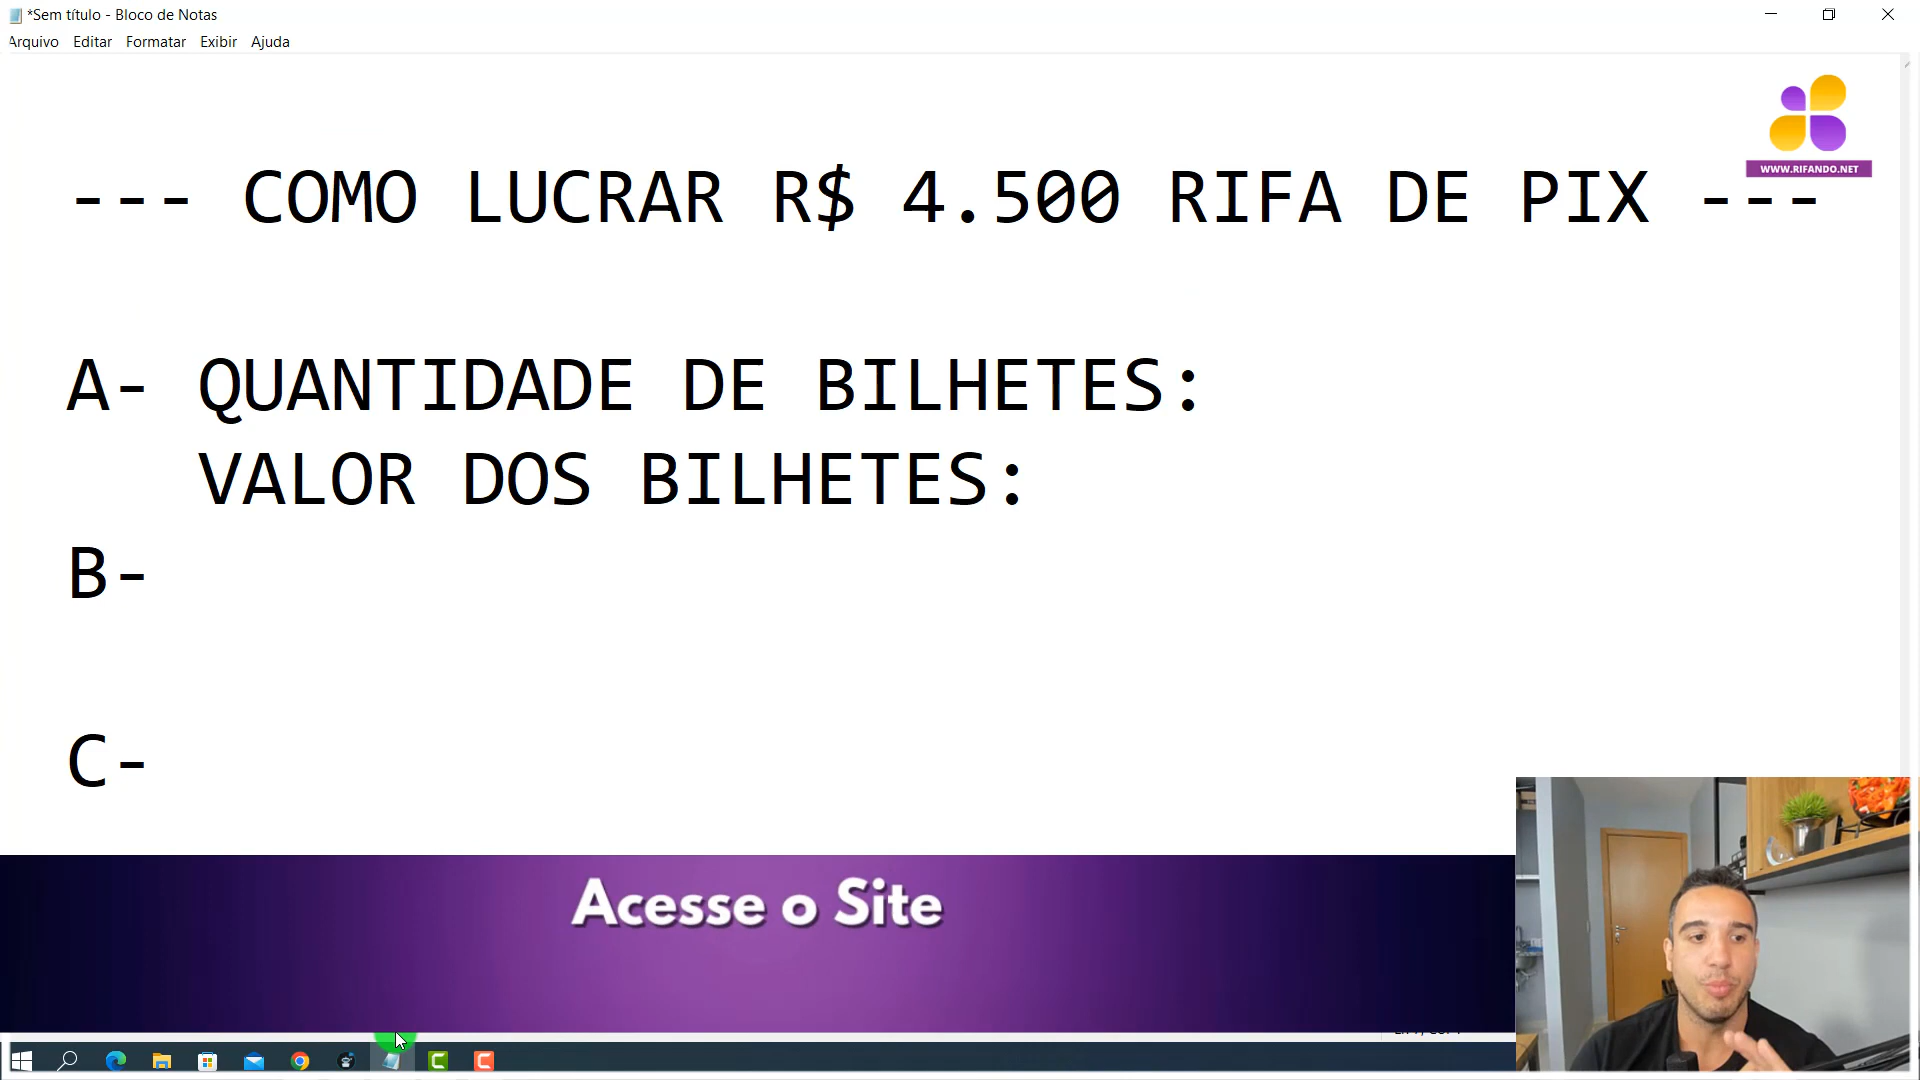 *Sem título - Bloco de Notas
Arquivo Editar Formatar Exibir Ajuda
WWW.RIFANDO.NET
--- COMO LUCRAR R$ 4.500 RIFA DE PIX ---
A- QUANTIDADE DE BILHETES:
VALOR DOS BILHETES:
B-
C-
Acesse o Site